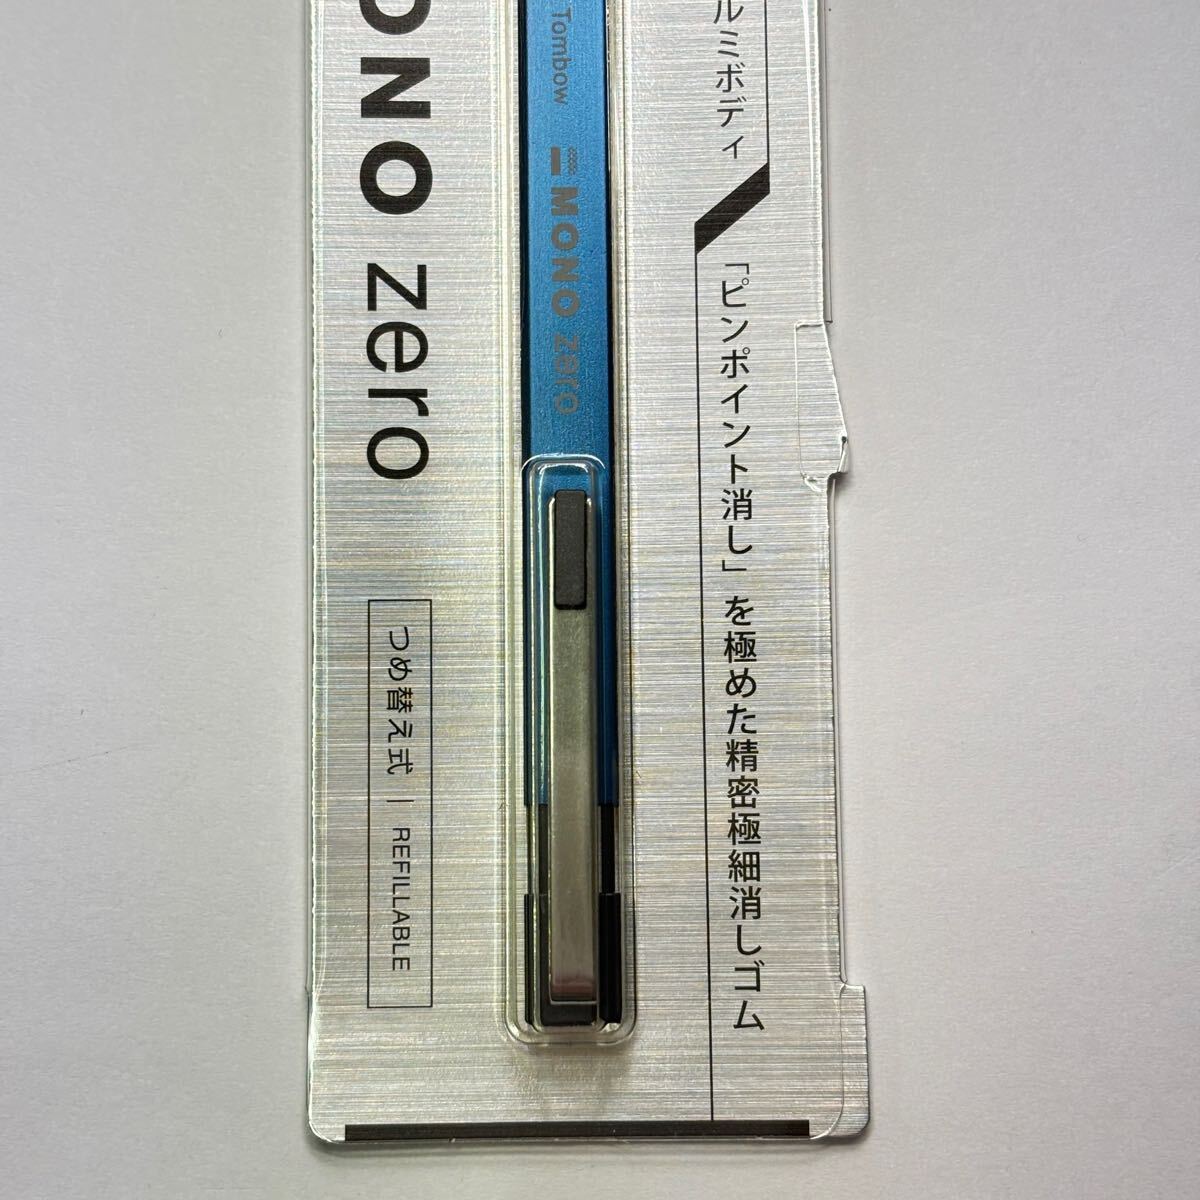 ONO zero
つめ替え式 | REFILLABLE
Tombow MONO zero
ルミボディ
「ピンポイント消し」を極めた精密極細消しゴム